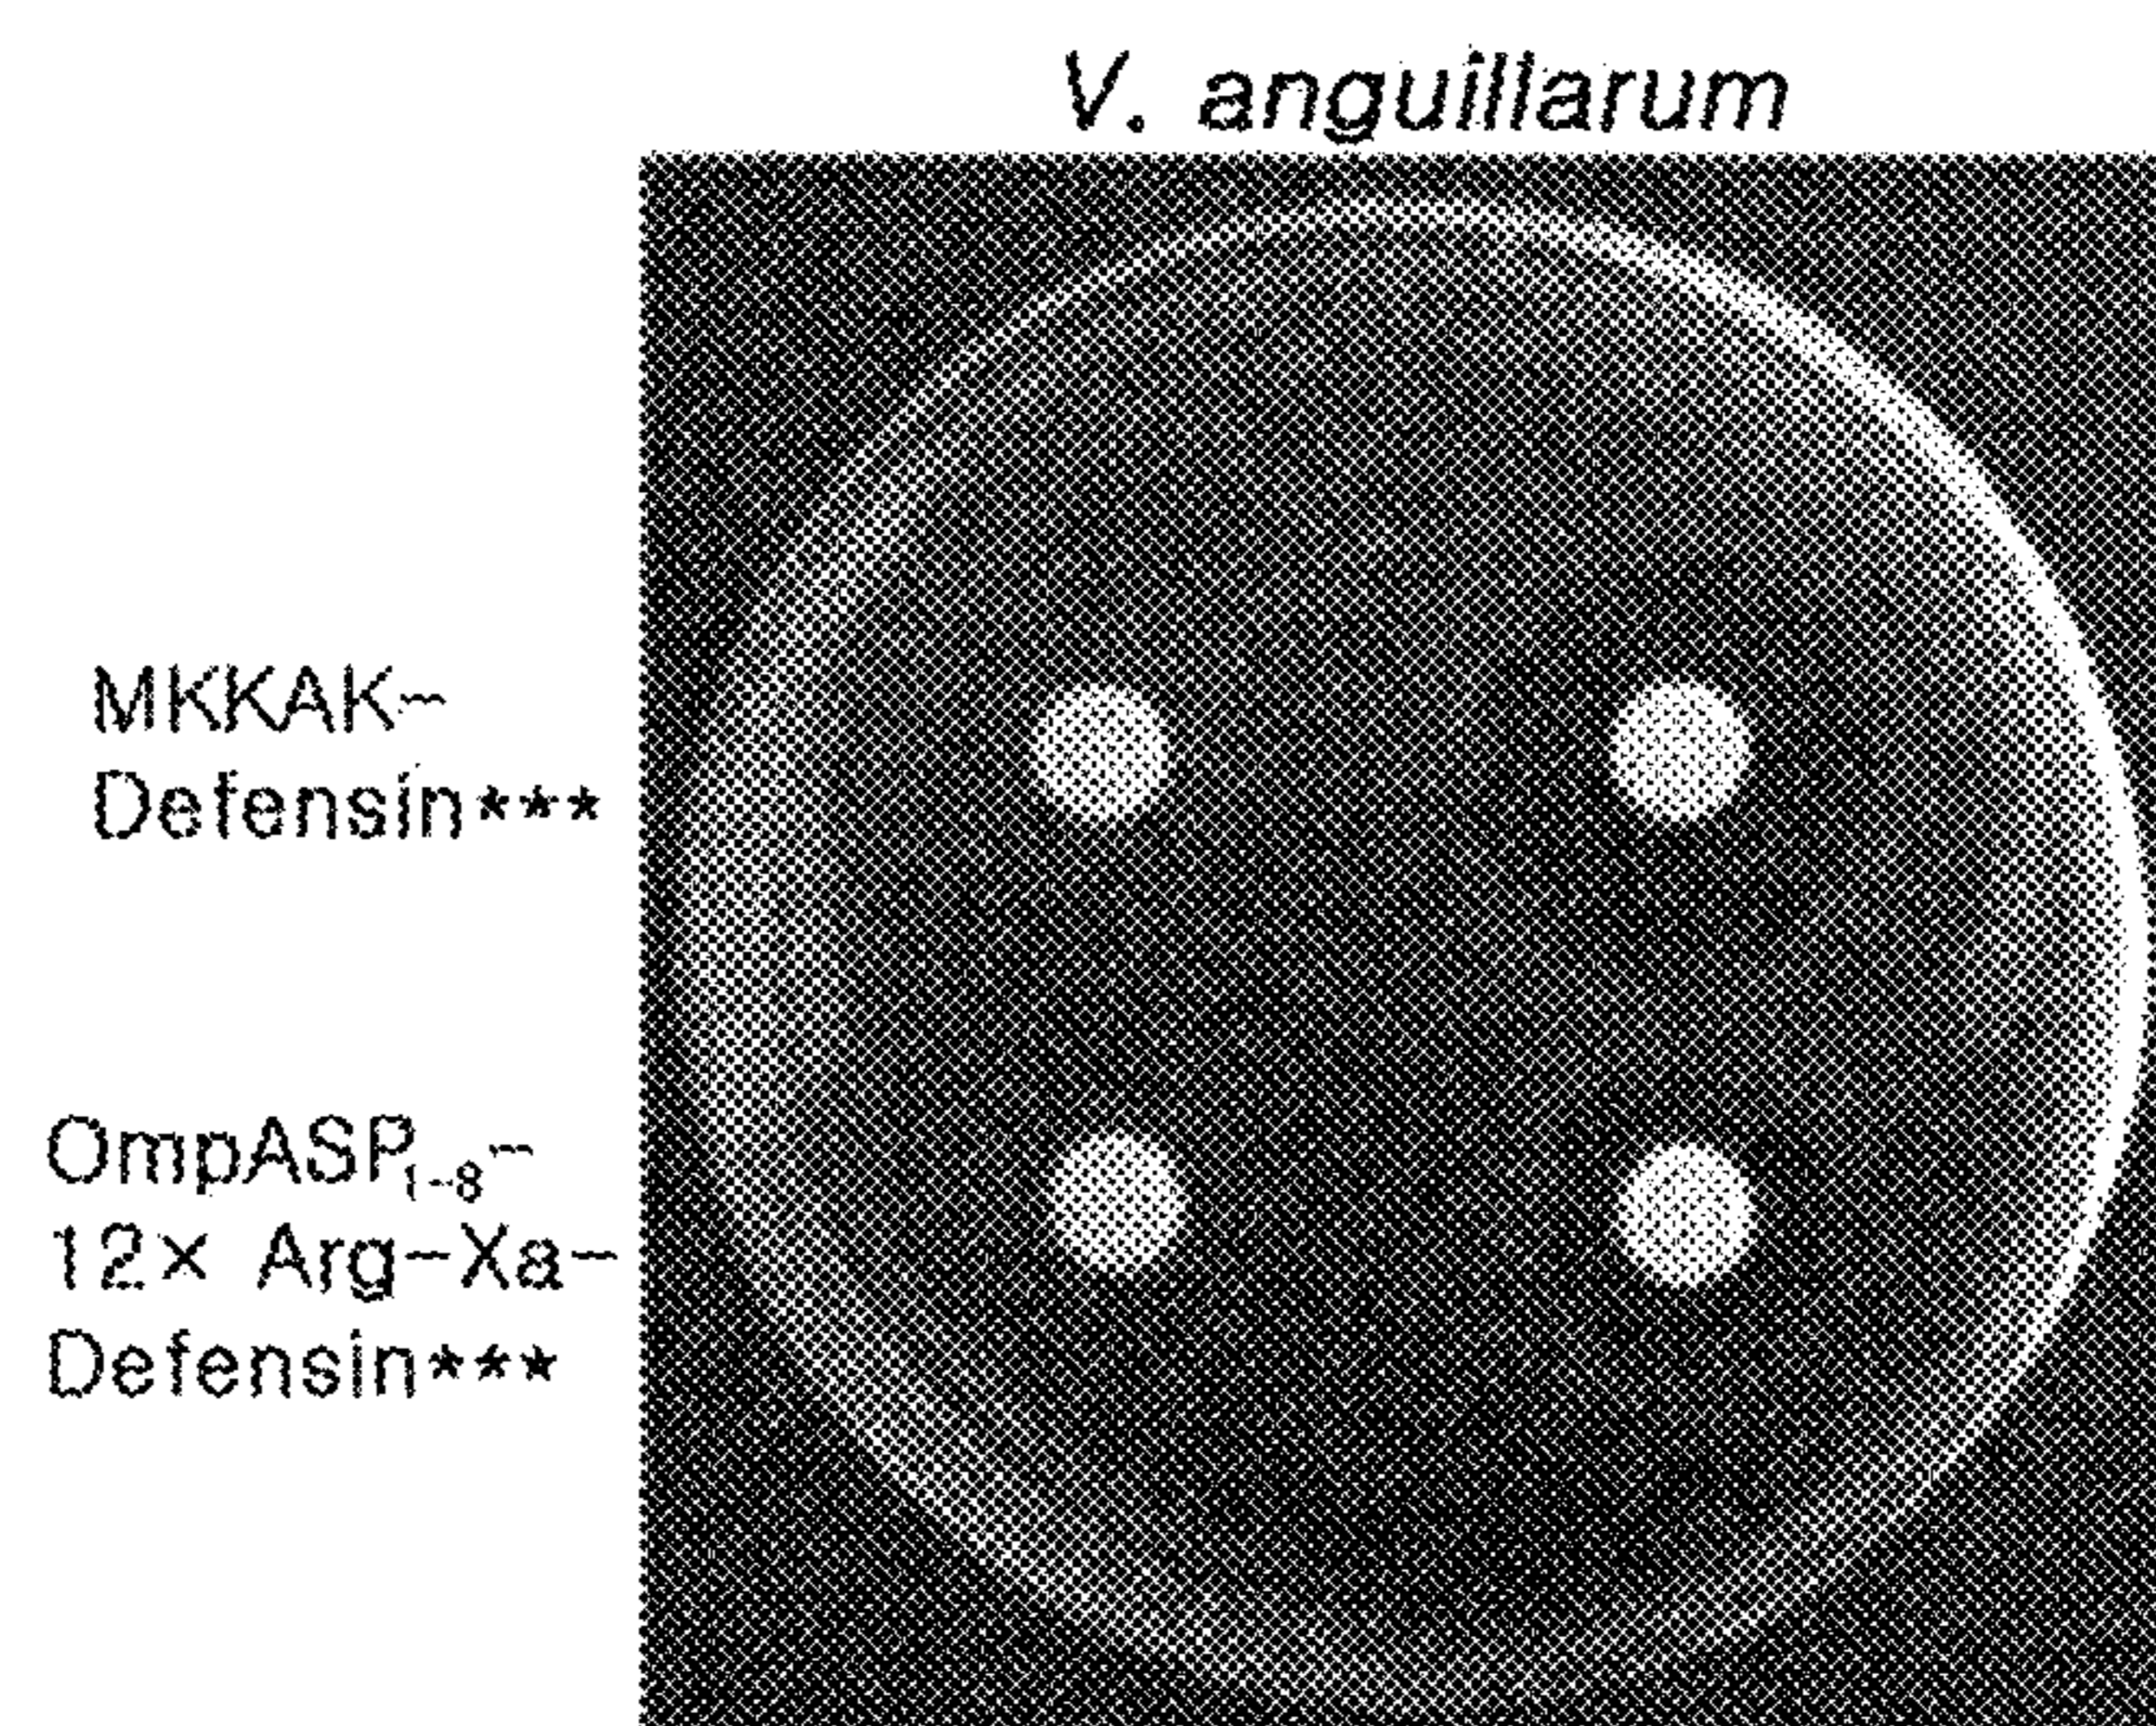 V. anguillarum
MKKAK-
Defensin***
OmpASP1-8-
12× Arg-Xa-
Defensin***